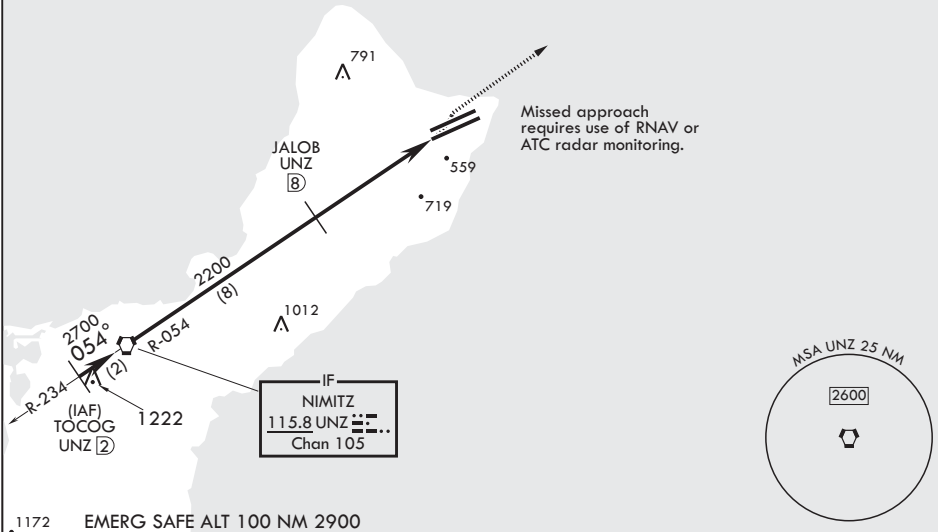 791
Missed approach
requires use of RNAV or
ATC radar monitoring.
JALOB
UNZ
8
559
719
2200
(8)
1012
2700
054°
(2)
R-054
R-234
(IAF)
TOCOG
UNZ 2
1222
IF
NIMITZ
115.8 UNZ
Chan 105
MSA UNZ 25 NM
2600
1172
EMERG SAFE ALT 100 NM 2900